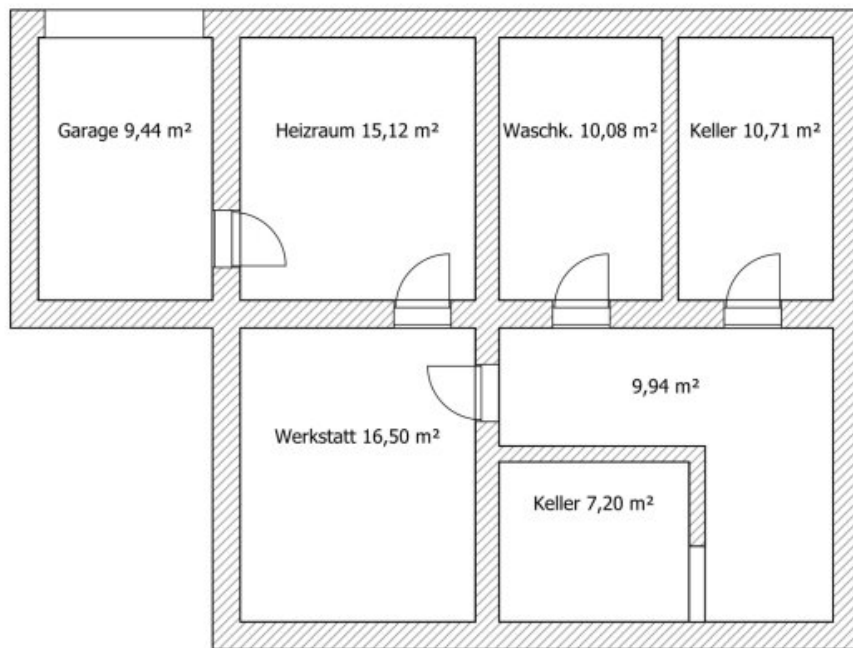 Garage 9,44 m²
Heizraum 15,12 m²
Waschk. 10,08 m²
Keller 10,71 m²
9,94 m²
Werkstatt 16,50 m²
Keller 7,20 m²